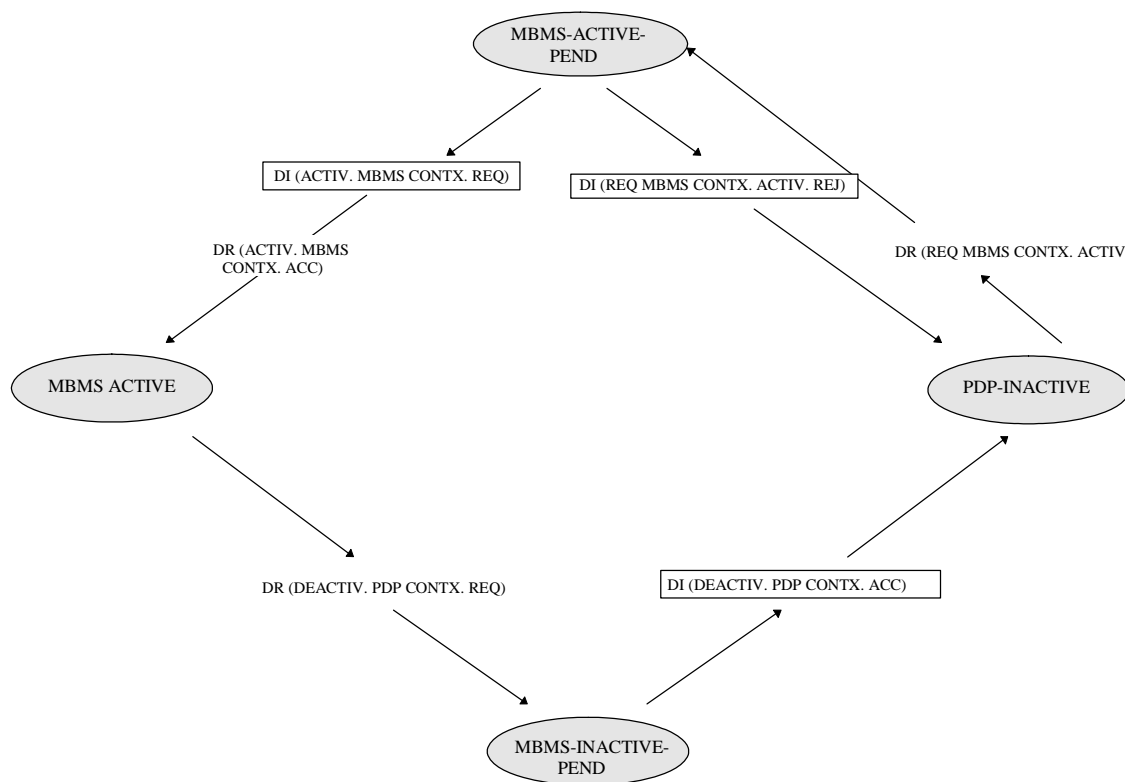 MBMS-ACTIVE-
PEND
DI (ACTIV. MBMS CONTX. REQ)
DI (REQ MBMS CONTX. ACTIV. REJ)
DR (ACTIV. MBMS
CONTX. ACC)
DR (REQ MBMS CONTX. ACTIV
MBMS ACTIVE
PDP-INACTIVE
DR (DEACTIV. PDP CONTX. REQ)
DI (DEACTIV. PDP CONTX. ACC)
MBMS-INACTIVE-
PEND